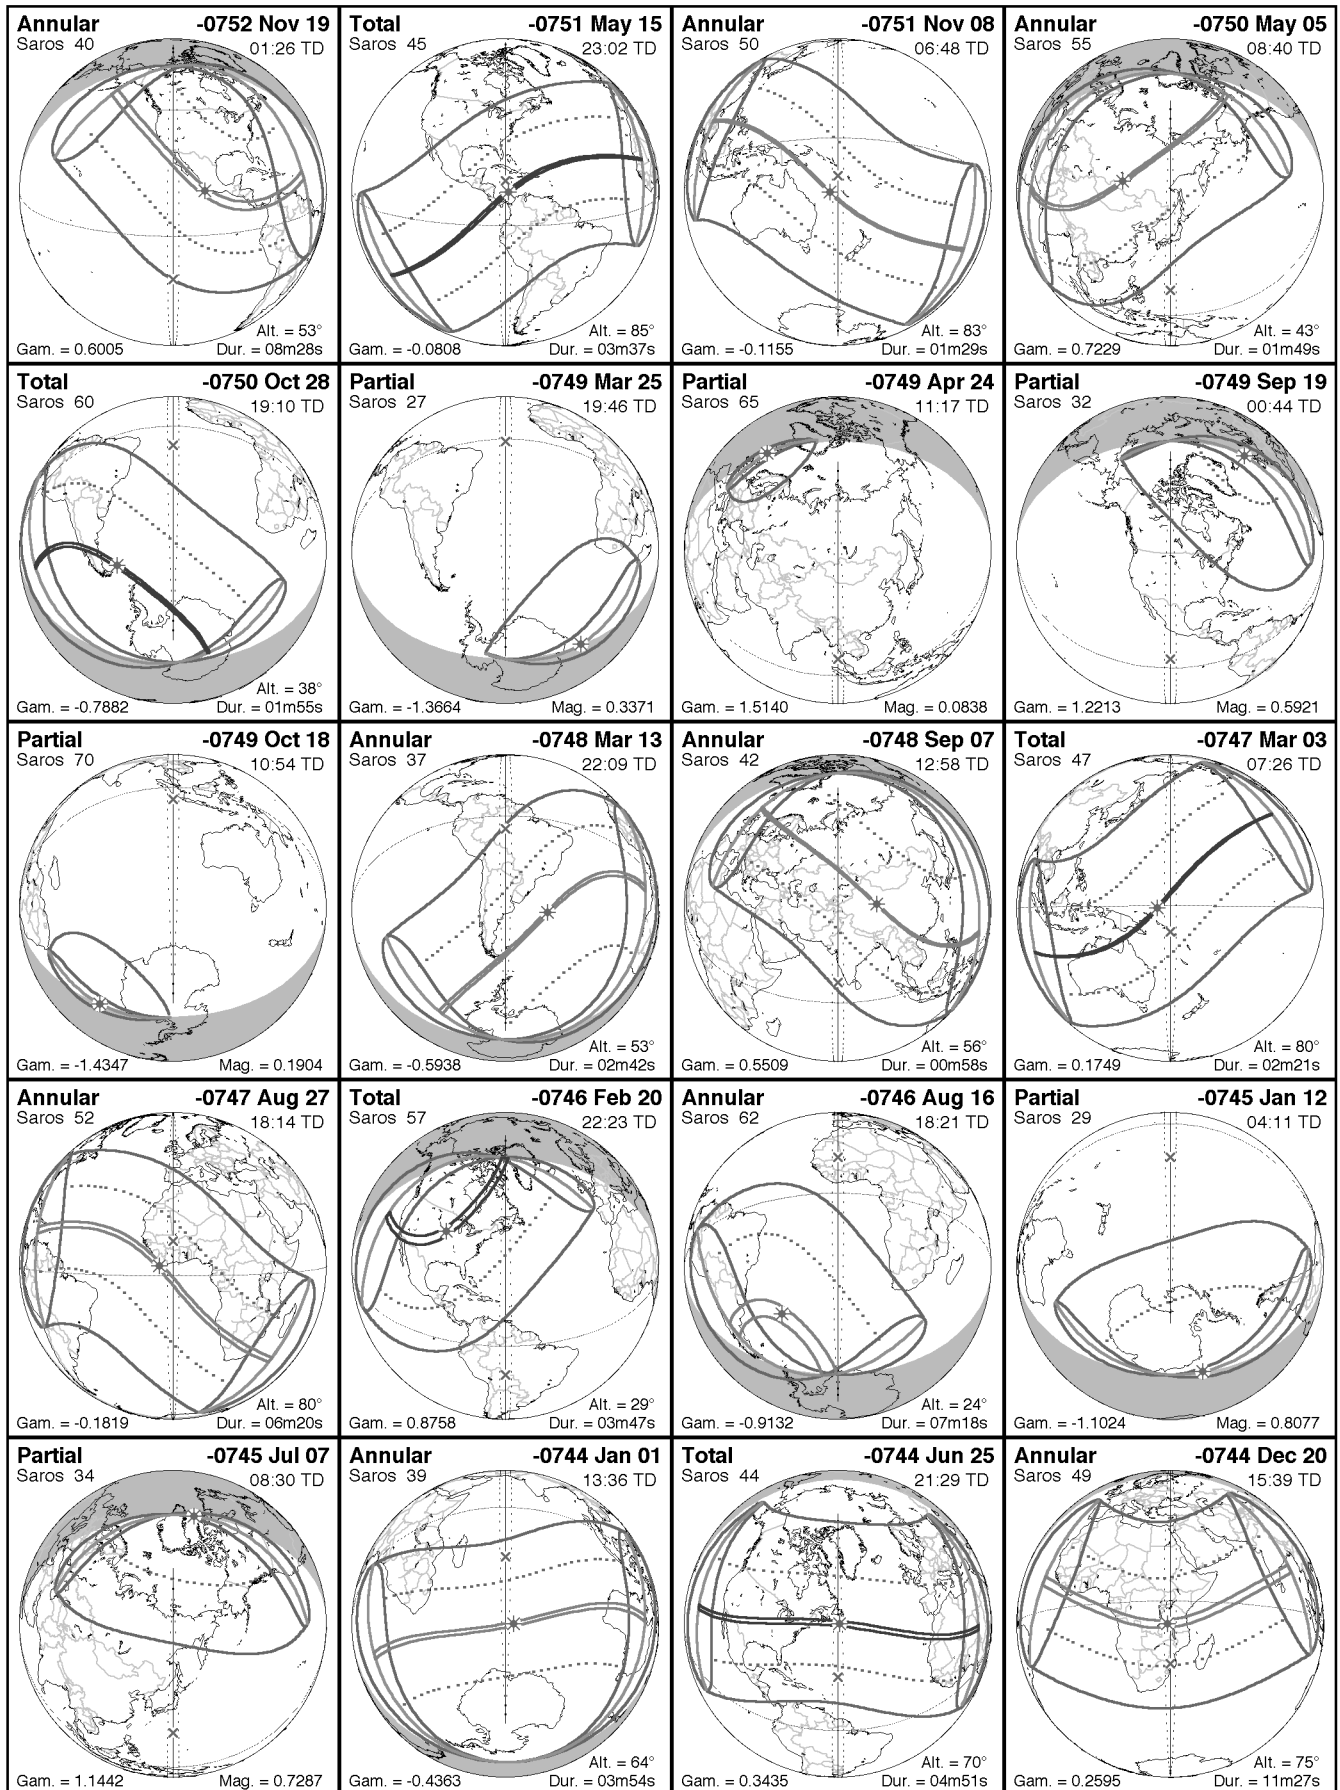 Annular -0752 Nov 19
Saros 40 01:26 TD
Alt. = 53°
Gam. = 0.6005 Dur. = 08m28s
Total -0751 May 15
Saros 45 23:02 TD
Alt. = 85°
Gam. = -0.0808 Dur. = 03m37s
Annular -0751 Nov 08
Saros 50 06:48 TD
Alt. = 83°
Gam. = -0.1155 Dur. = 01m29s
Annular -0750 May 05
Saros 55 08:40 TD
Alt. = 43°
Gam. = 0.7229 Dur. = 01m49s
Total -0750 Oct 28
Saros 60 19:10 TD
Alt. = 38°
Gam. = -0.7882 Dur. = 01m55s
Partial -0749 Mar 25
Saros 27 19:46 TD
Gam. = -1.3664 Mag. = 0.3371
Partial -0749 Apr 24
Saros 65 11:17 TD
Gam. = 1.5140 Mag. = 0.0838
Partial -0749 Sep 19
Saros 32 00:44 TD
Gam. = 1.2213 Mag. = 0.5921
Partial -0749 Oct 18
Saros 70 10:54 TD
Gam. = -1.4347 Mag. = 0.1904
Annular -0748 Mar 13
Saros 37 22:09 TD
Alt. = 53°
Gam. = -0.5938 Dur. = 02m42s
Annular -0748 Sep 07
Saros 42 12:58 TD
Alt. = 56°
Gam. = 0.5509 Dur. = 00m58s
Total -0747 Mar 03
Saros 47 07:26 TD
Alt. = 80°
Gam. = 0.1749 Dur. = 02m21s
Annular -0747 Aug 27
Saros 52 18:14 TD
Alt. = 80°
Gam. = -0.1819 Dur. = 06m20s
Total -0746 Feb 20
Saros 57 22:23 TD
Alt. = 29°
Gam. = 0.8758 Dur. = 03m47s
Annular -0746 Aug 16
Saros 62 18:21 TD
Alt. = 24°
Gam. = -0.9132 Dur. = 07m18s
Partial -0745 Jan 12
Saros 29 04:11 TD
Gam. = -1.1024 Mag. = 0.8077
Partial -0745 Jul 07
Saros 34 08:30 TD
Gam. = 1.1442 Mag. = 0.7287
Annular -0744 Jan 01
Saros 39 13:36 TD
Alt. = 64°
Gam. = -0.4363 Dur. = 03m54s
Total -0744 Jun 25
Saros 44 21:29 TD
Alt. = 70°
Gam. = 0.3435 Dur. = 04m51s
Annular -0744 Dec 20
Saros 49 15:39 TD
Alt. = 75°
Gam. = 0.2595 Dur. = 11m27s